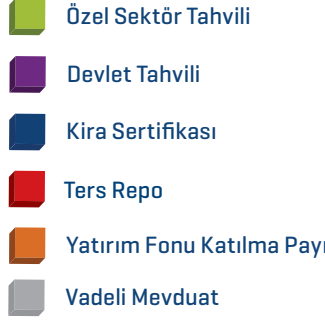 Özel Sektör Tahvili
Devlet Tahvili
Kira Sertifikası
Ters Repo
Yatırım Fonu Katılma Payı
Vadeli Mevduat